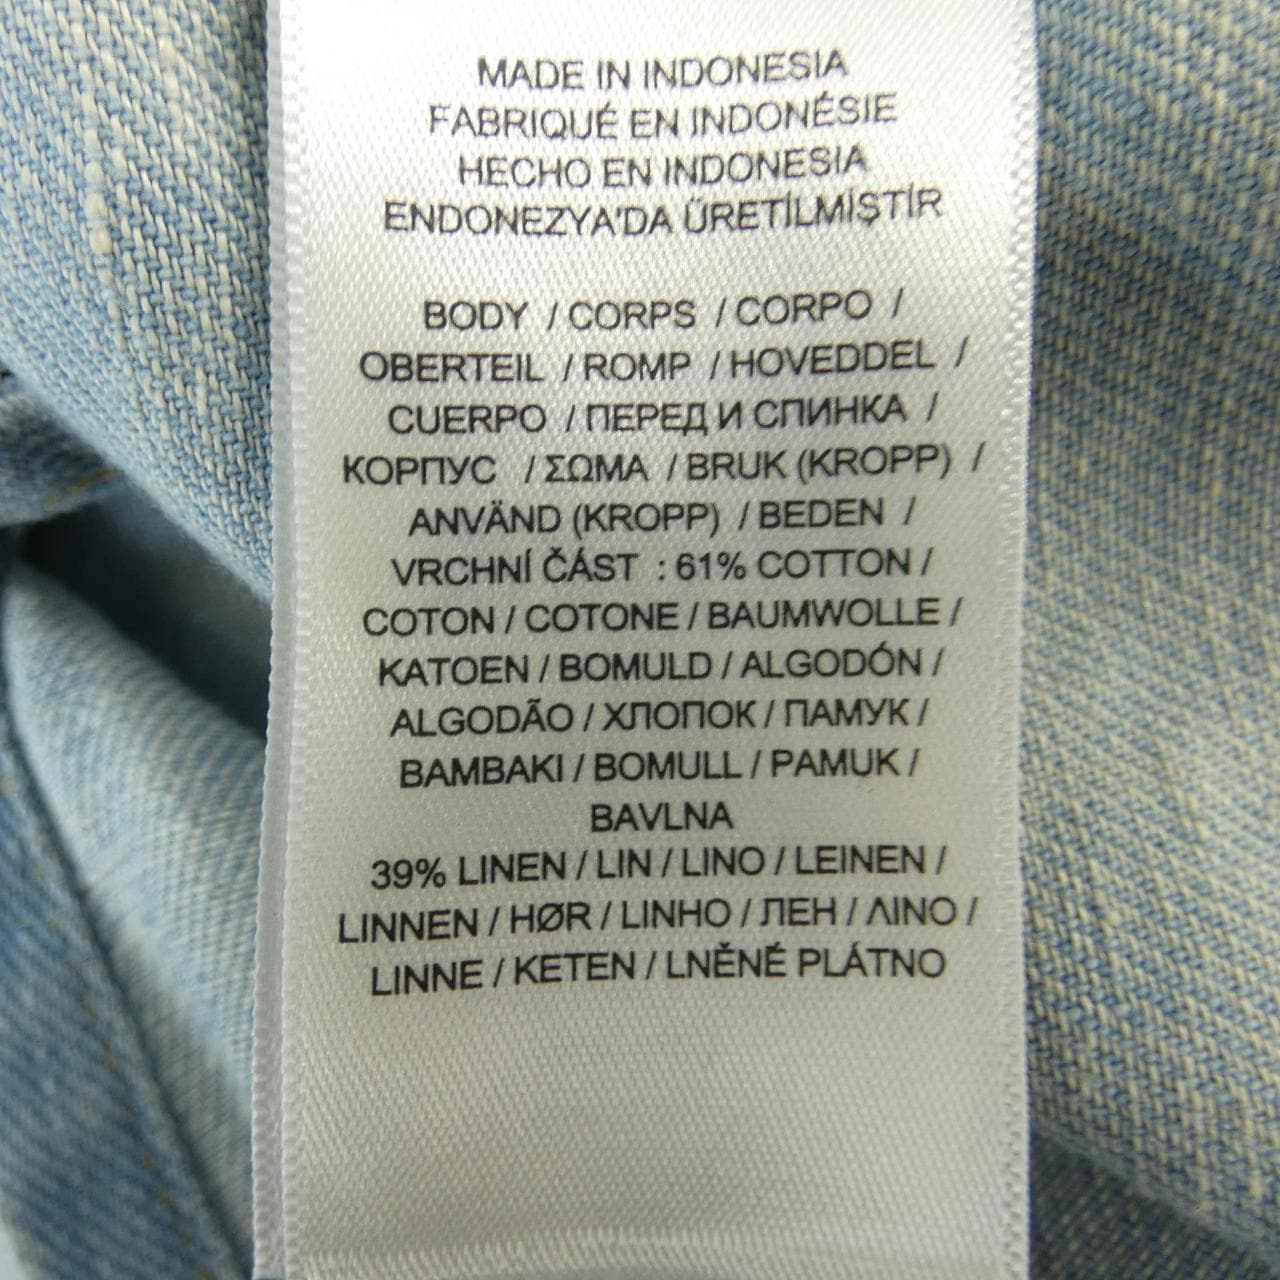 MADE IN INDONESIA
FABRIQUÉ EN INDONÉSIE
HECHO EN INDONESIA
ENDONEZYA'DA ÜRETİLMİŞTİR
BODY / CORPS / CORPO /
OBERTEIL / ROMP / HOVEDDEL /
CUERPO / ПЕРЕД И СПИНКА /
КОРПУС / ΣΩΜΑ / BRUK (KROPP) /
ANVÄND (KROPP) / BEDEN /
VRCHNÍ ČÁST : 61% COTTON /
COTON / COTONE / BAUMWOLLE /
KATOEN / BOMULD / ALGODÓN /
ALGODÃO / ХЛОПОК / ПАМУК /
BAMBAKI / BOMULL / PAMUK /
BAVLNA
39% LINEN / LIN / LINO / LEINEN /
LINNEN / HØR / LINHO / ЛЕН / ΛΙΝΟ /
LINNE / KETEN / LNĚNÉ PLÁTNO